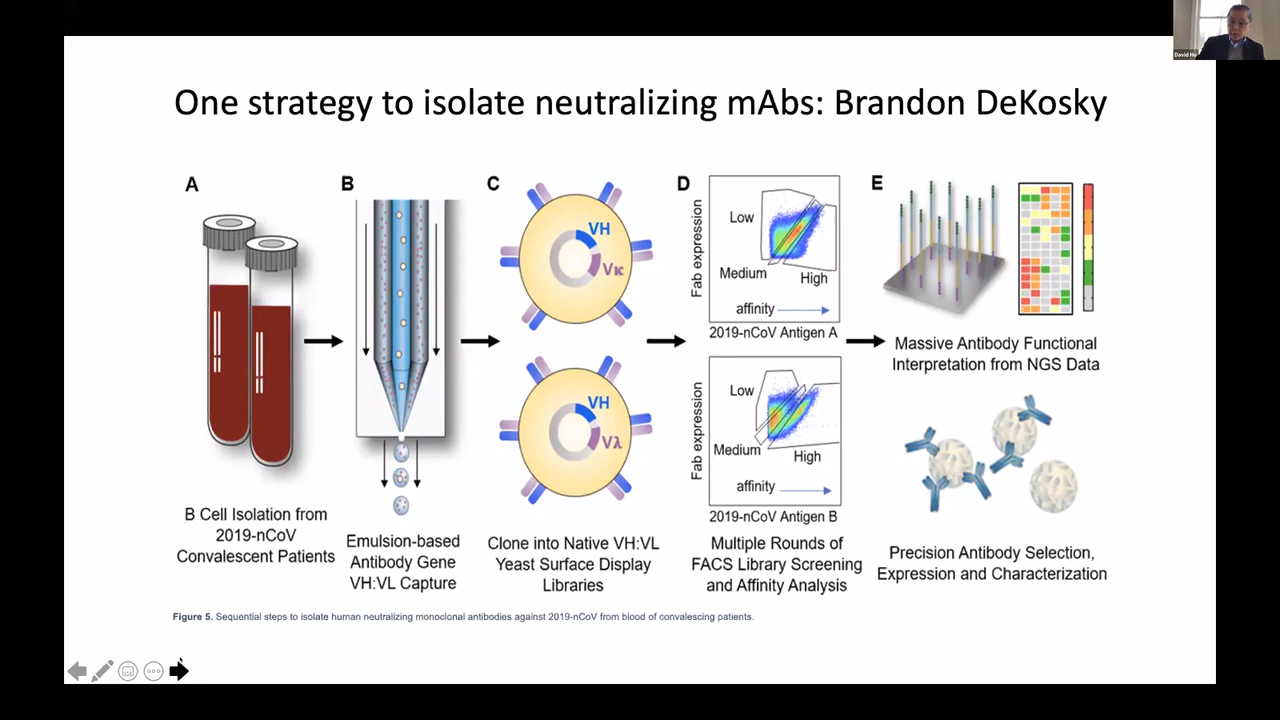 David Ho
One strategy to isolate neutralizing mAbs: Brandon DeKosky
A
B Cell Isolation from
2019-nCoV
Convalescent Patients
B
Emulsion-based
Antibody Gene
VH:VL Capture
C
VH
Vκ
VH
Vλ
Clone into Native VH:VL
Yeast Surface Display
Libraries
D
Fab expression
Low
Medium
High
affinity
2019-nCoV Antigen A
Fab expression
Low
Medium
High
affinity
2019-nCoV Antigen B
Multiple Rounds of
FACS Library Screening
and Affinity Analysis
E
Massive Antibody Functional
Interpretation from NGS Data
Precision Antibody Selection,
Expression and Characterization
Figure 5. Sequential steps to isolate human neutralizing monoclonal antibodies against 2019-nCoV from blood of convalescing patients.